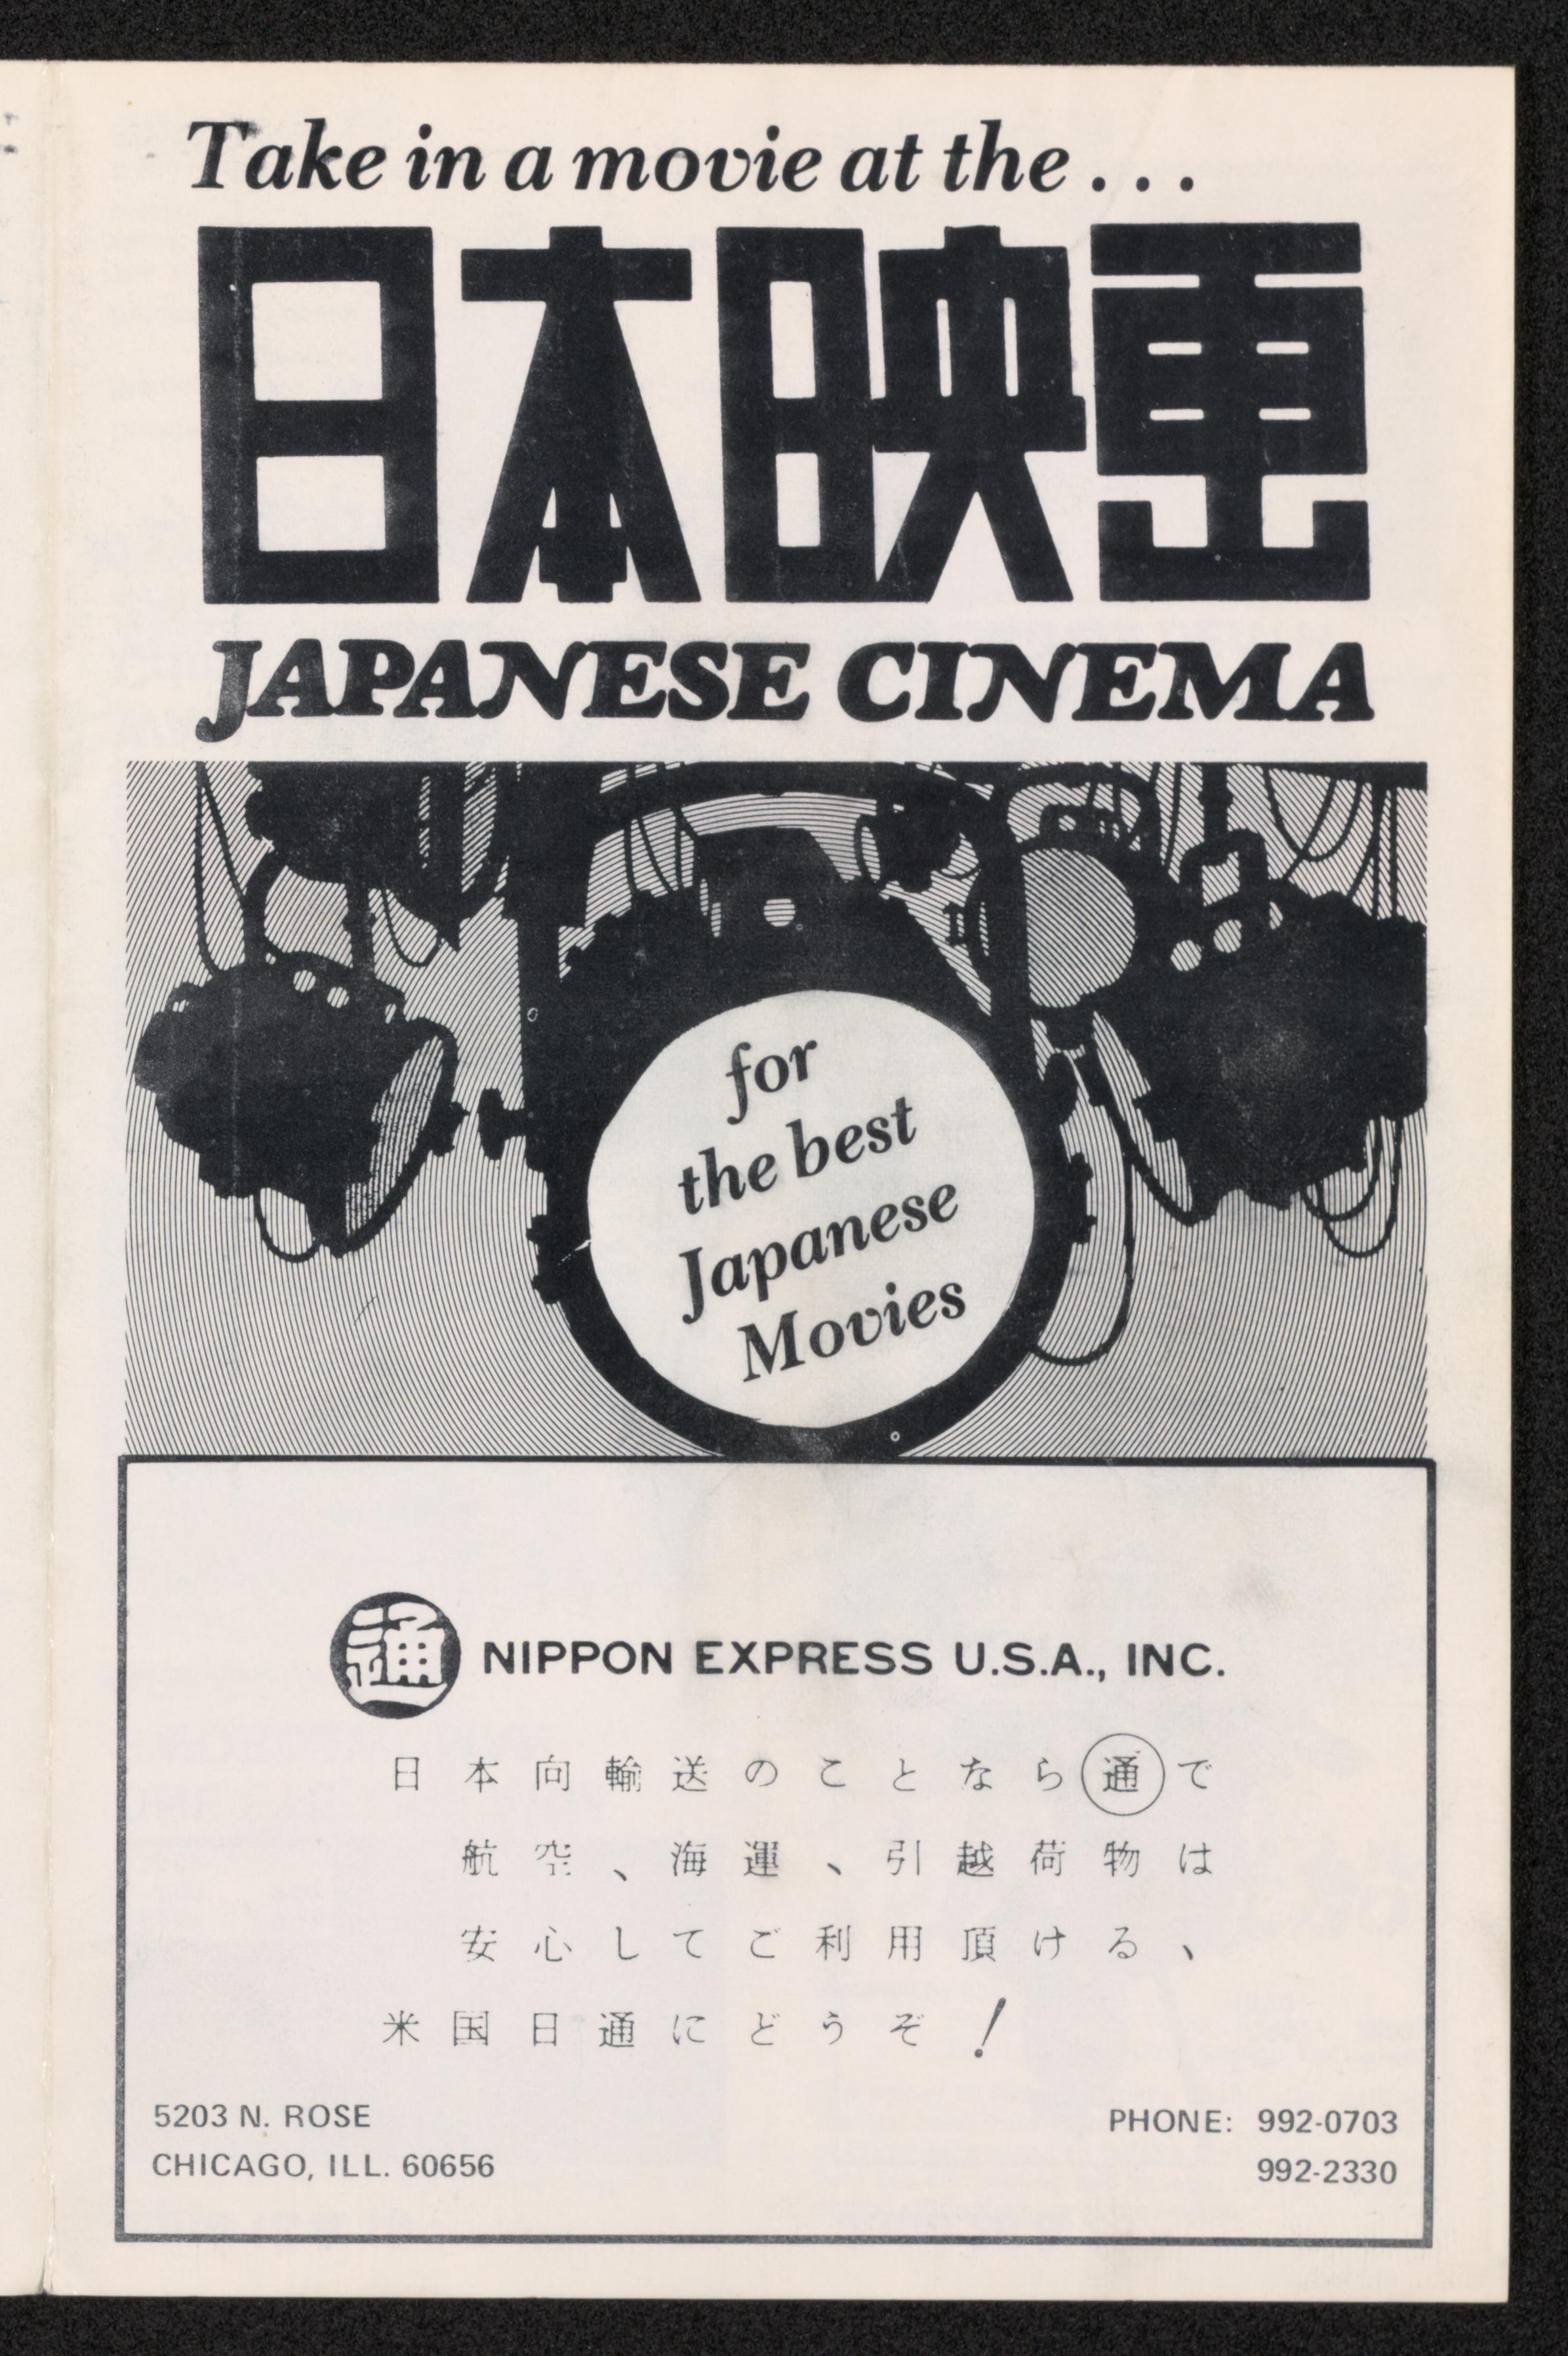 Take in a movie at the...
日本映画
JAPANESE CINEMA
for
the best
Japanese
Movies
通 NIPPON EXPRESS U.S.A., INC.
日本向輸送のことなら通で
航空、海運、引越荷物は
安心してご利用頂ける、
米国日通にどうぞ!
5203 N. ROSE
CHICAGO, ILL. 60656
PHONE: 992-0703
992-2330